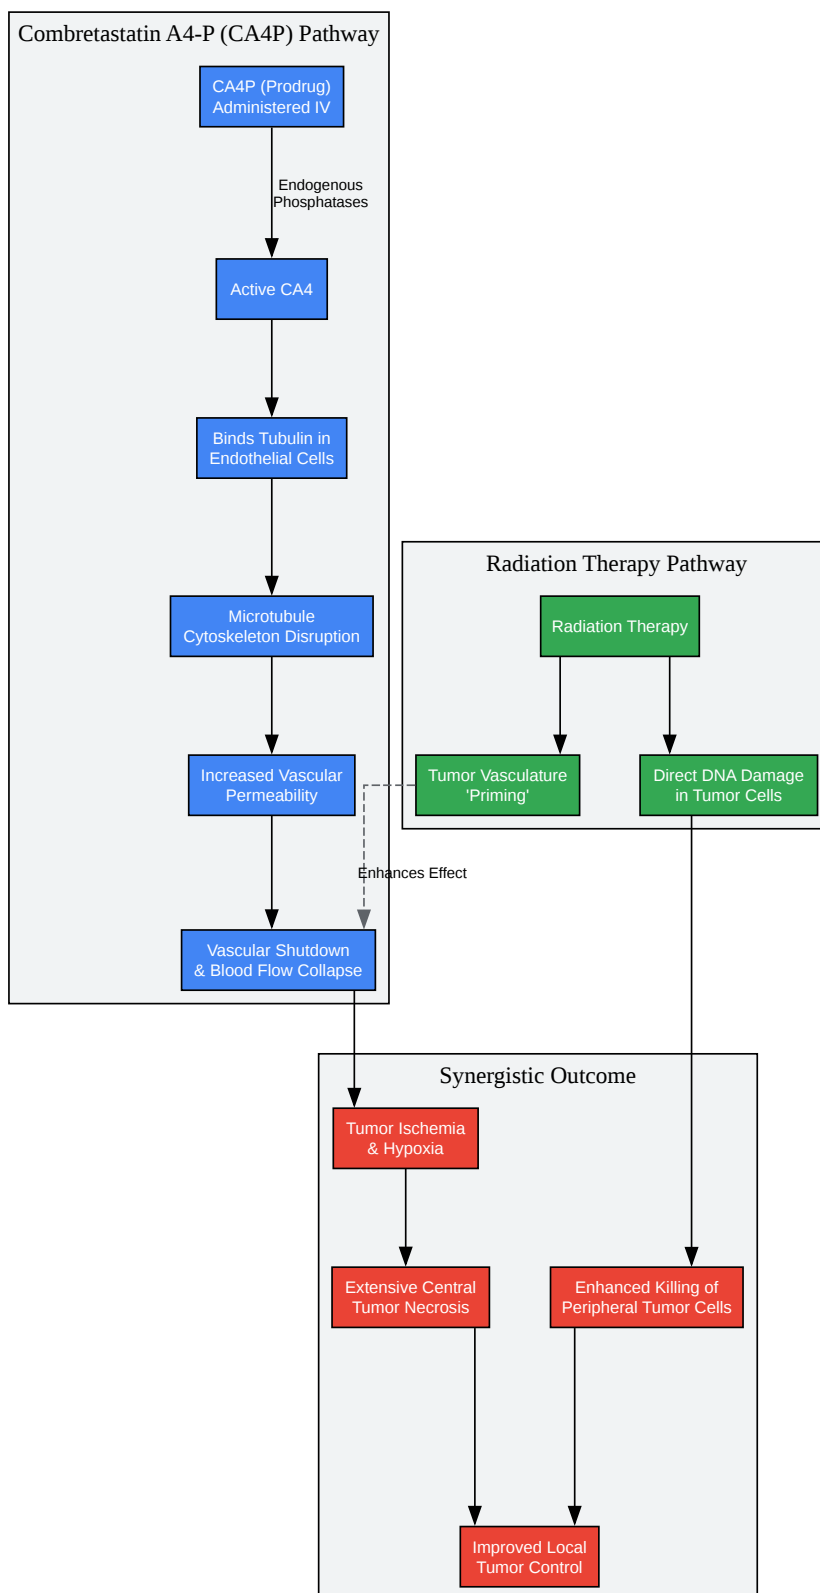 Combretastatin A4-P (CA4P) Pathway
CA4P (Prodrug)
Administered IV
Endogenous
Phosphatases
Active CA4
Binds Tubulin in
Endothelial Cells
Microtubule
Cytoskeleton Disruption
Increased Vascular
Permeability
Vascular Shutdown
& Blood Flow Collapse
Radiation Therapy Pathway
Radiation Therapy
Tumor Vasculature
'Priming'
Direct DNA Damage
in Tumor Cells
Enhances Effect
Synergistic Outcome
Tumor Ischemia
& Hypoxia
Extensive Central
Tumor Necrosis
Enhanced Killing of
Peripheral Tumor Cells
Improved Local
Tumor Control